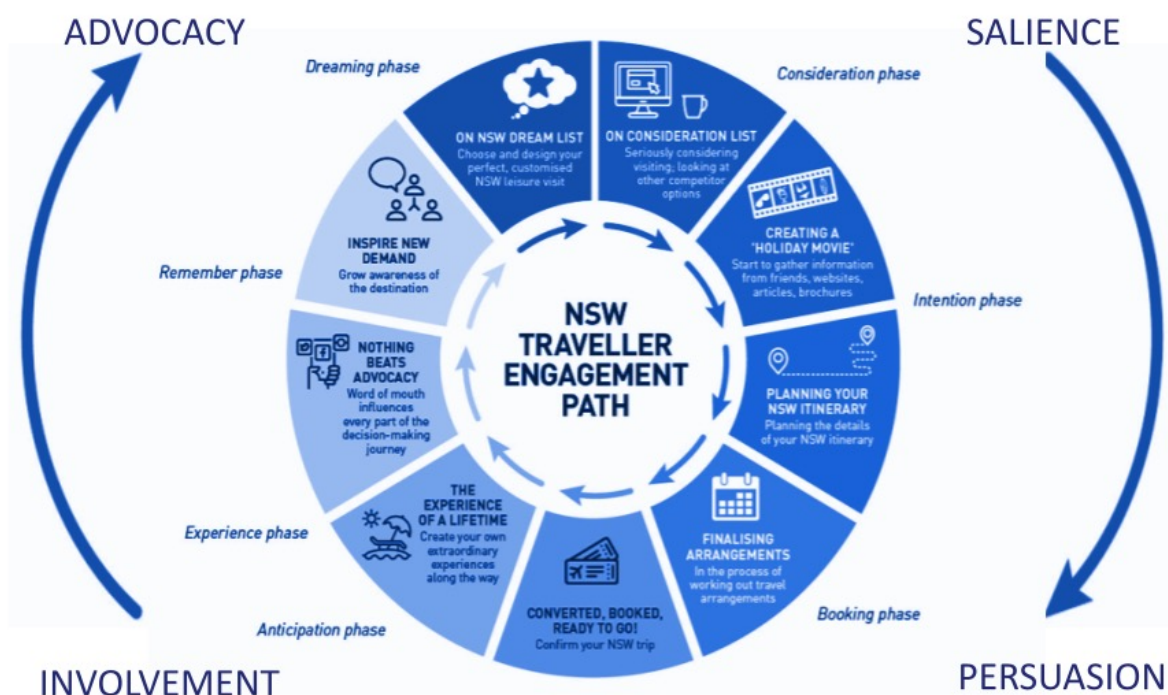 ADVOCACY
SALIENCE
Dreaming phase
Consideration phase
ON NSW DREAM LIST
Choose and design your
perfect, customised
NSW leisure visit
ON CONSIDERATION LIST
Seriously considering
visiting; looking at
other competitor
options
CREATING A
'HOLIDAY MOVIE'
Start to gather information
from friends, websites,
articles, brochures
Intention phase
PLANNING YOUR
NSW ITINERARY
Planning the details
of your NSW itinerary
FINALISING
ARRANGEMENTS
In the process of
working out travel
arrangements
Booking phase
CONVERTED, BOOKED,
READY TO GO!
Confirm your NSW trip
Anticipation phase
THE
EXPERIENCE
OF A LIFETIME
Create your own
extraordinary
experiences
along the way
Experience phase
NOTHING
BEATS
ADVOCACY
Word of mouth
influences
every part of the
decision-making
journey
Remember phase
INSPIRE NEW
DEMAND
Grow awareness of
the destination
NSW
TRAVELLER
ENGAGEMENT
PATH
INVOLVEMENT
PERSUASION